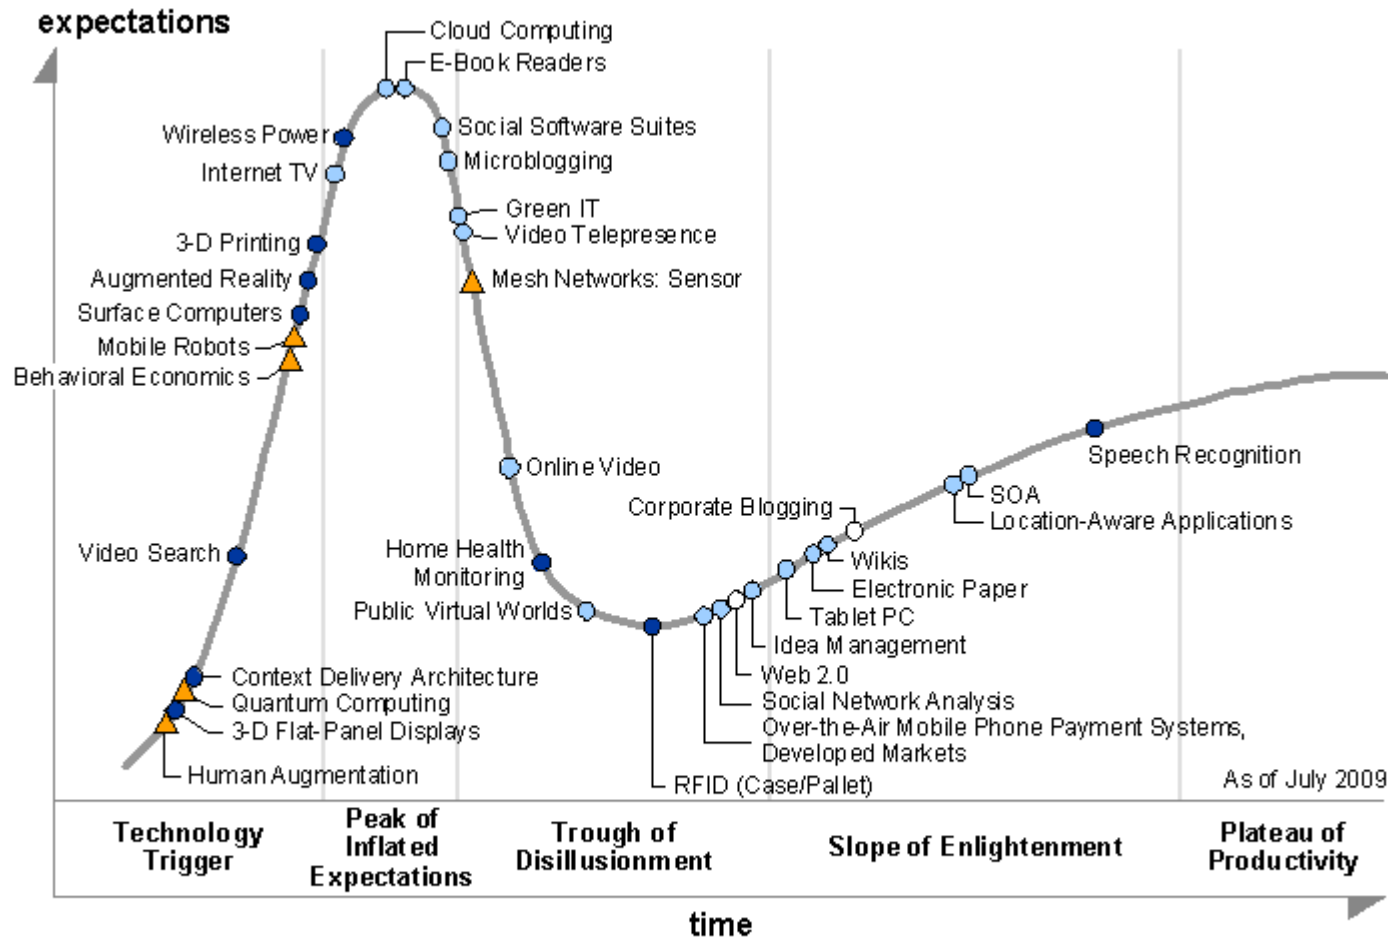 expectations
Cloud Computing
E-Book Readers
Wireless Power
Social Software Suites
Internet TV
Microblogging
Green IT
3-D Printing
Video Telepresence
Augmented Reality
Mesh Networks: Sensor
Surface Computers
Mobile Robots
Behavioral Economics
Online Video
Speech Recognition
SOA
Corporate Blogging
Location-Aware Applications
Video Search
Home Health
Monitoring
Wikis
Electronic Paper
Public Virtual Worlds
Tablet PC
Idea Management
Context Delivery Architecture
Web 2.0
Quantum Computing
Social Network Analysis
3-D Flat-Panel Displays
Over-the-Air Mobile Phone Payment Systems,
Developed Markets
Human Augmentation
RFID (Case/Pallet)
As of July 2009
Technology
Trigger
Peak of
Inflated
Expectations
Trough of
Disillusionment
Slope of Enlightenment
Plateau of
Productivity
time